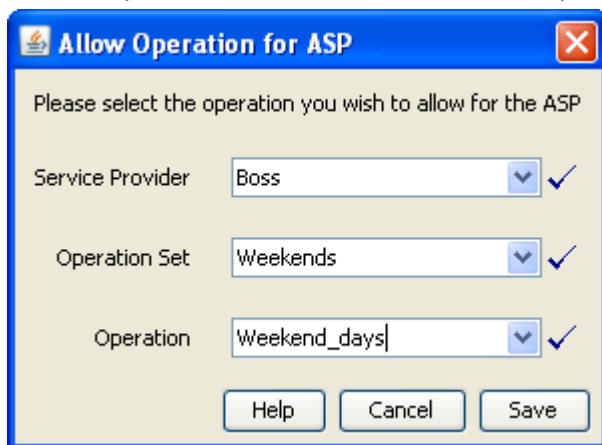 Allow Operation for ASP
Please select the operation you wish to allow for the ASP
Service Provider Boss
Operation Set Weekends
Operation Weekend_days
Help Cancel Save